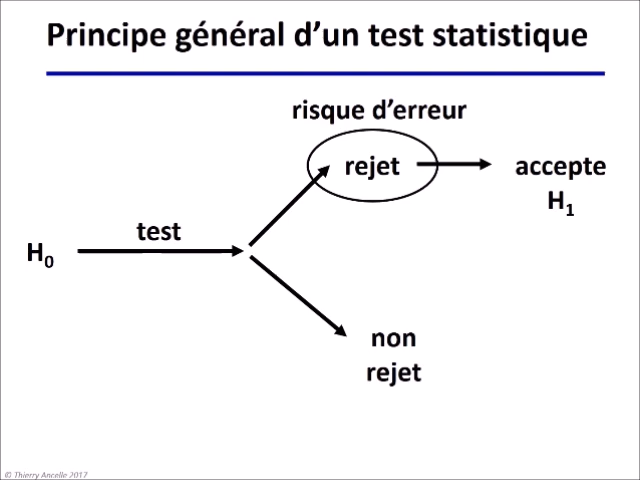 Principe général d’un test statistique
risque d’erreur
rejet
accepte
H₁
test
H₀
non
rejet
© Thierry Ancelle 2017